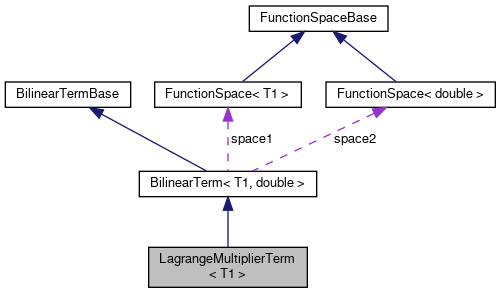 FunctionSpaceBase
BilinearTermBase
FunctionSpace< T1 >
FunctionSpace< double >
space1
space2
BilinearTerm< T1, double >
LagrangeMultiplierTerm
< T1 >